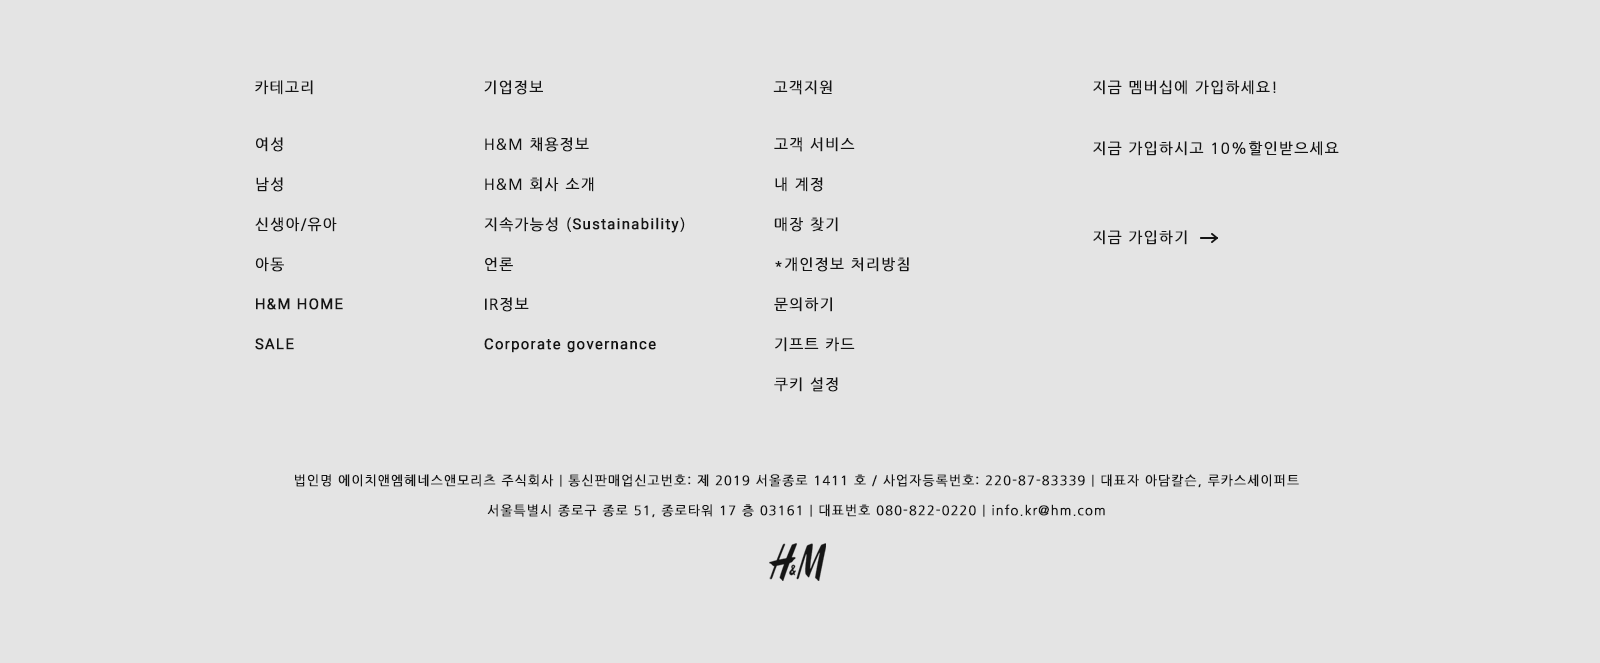 카테고리
여성
남성
신생아/유아
아동
H&M HOME
SALE
기업정보
H&M 채용정보
H&M 회사 소개
지속가능성 (Sustainability)
언론
IR정보
Corporate governance
고객지원
고객 서비스
내 계정
매장 찾기
*개인정보 처리방침
문의하기
기프트 카드
쿠키 설정
지금 멤버십에 가입하세요!
지금 가입하시고 10%할인받으세요
지금 가입하기 →
법인명 에이치앤엠헤네스앤모리츠 주식회사 | 통신판매업신고번호: 제 2019 서울종로 1411 호 / 사업자등록번호: 220-87-83339 | 대표자 아담칼슨, 루카스세이퍼트
서울특별시 종로구 종로 51, 종로타워 17 층 03161 | 대표번호 080-822-0220 | info.kr@hm.com
H&M